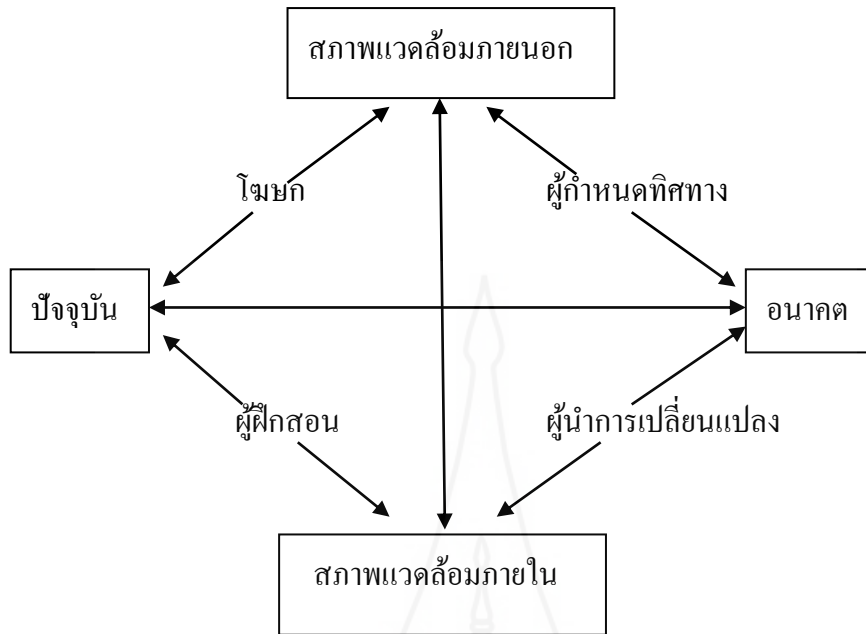 สภาพแวดล้อมภายนอก
โฆษก
ผู้กำหนดทิศทาง
ปัจจุบัน
อนาคต
ผู้ฝึกสอน
ผู้นำการเปลี่ยนแปลง
สภาพแวดล้อมภายใน